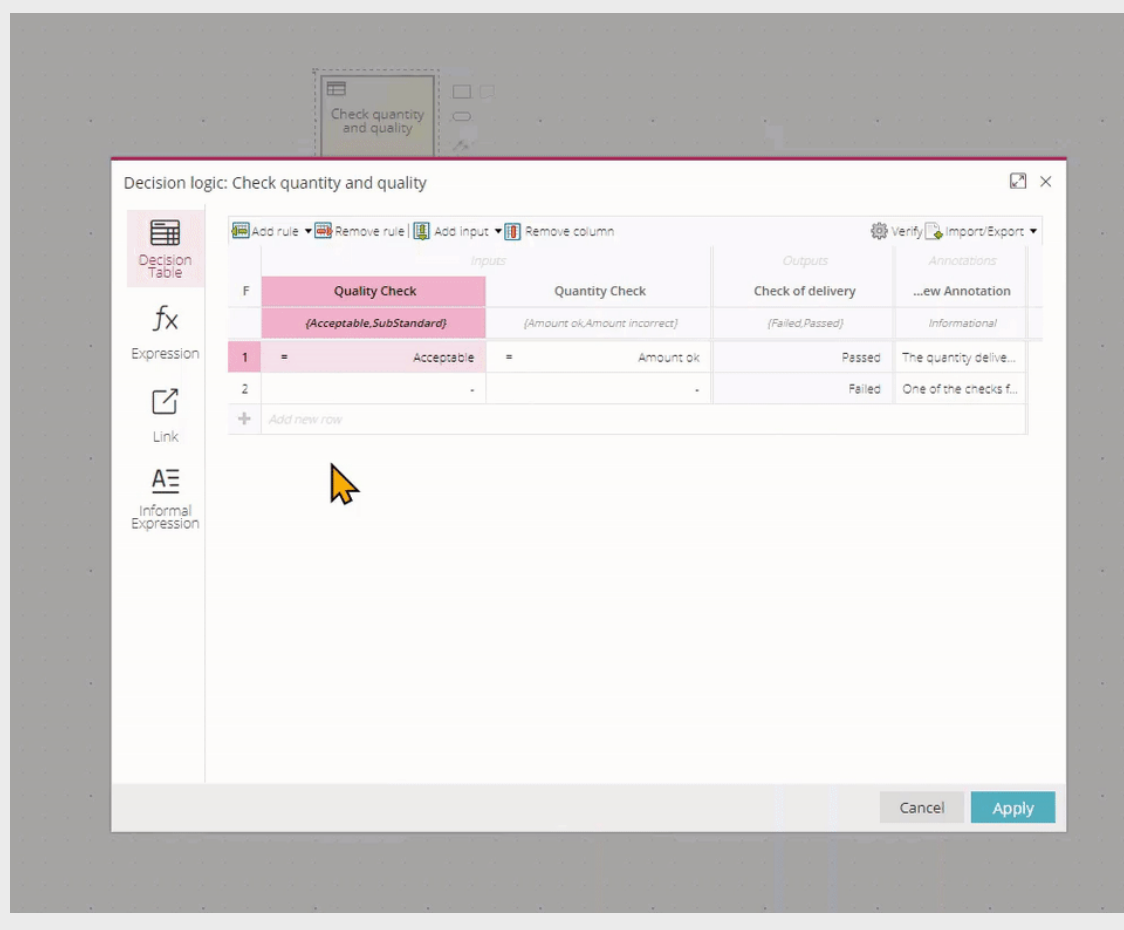 Check quantity
and quality
Decision logic: Check quantity and quality
Decision
Table
Expression
Link
Informal
Expression
Add rule Remove rule | Add input Remove column Verify Import/Export
Inputs Outputs Annotations
F Quality Check Quantity Check Check of delivery ...ew Annotation
{Acceptable,SubStandard} {Amount ok,Amount incorrect} {Failed,Passed} Informational
1 = Acceptable = Amount ok Passed The quantity delive...
2 - - Failed One of the checks f...
+ Add new row
Cancel Apply